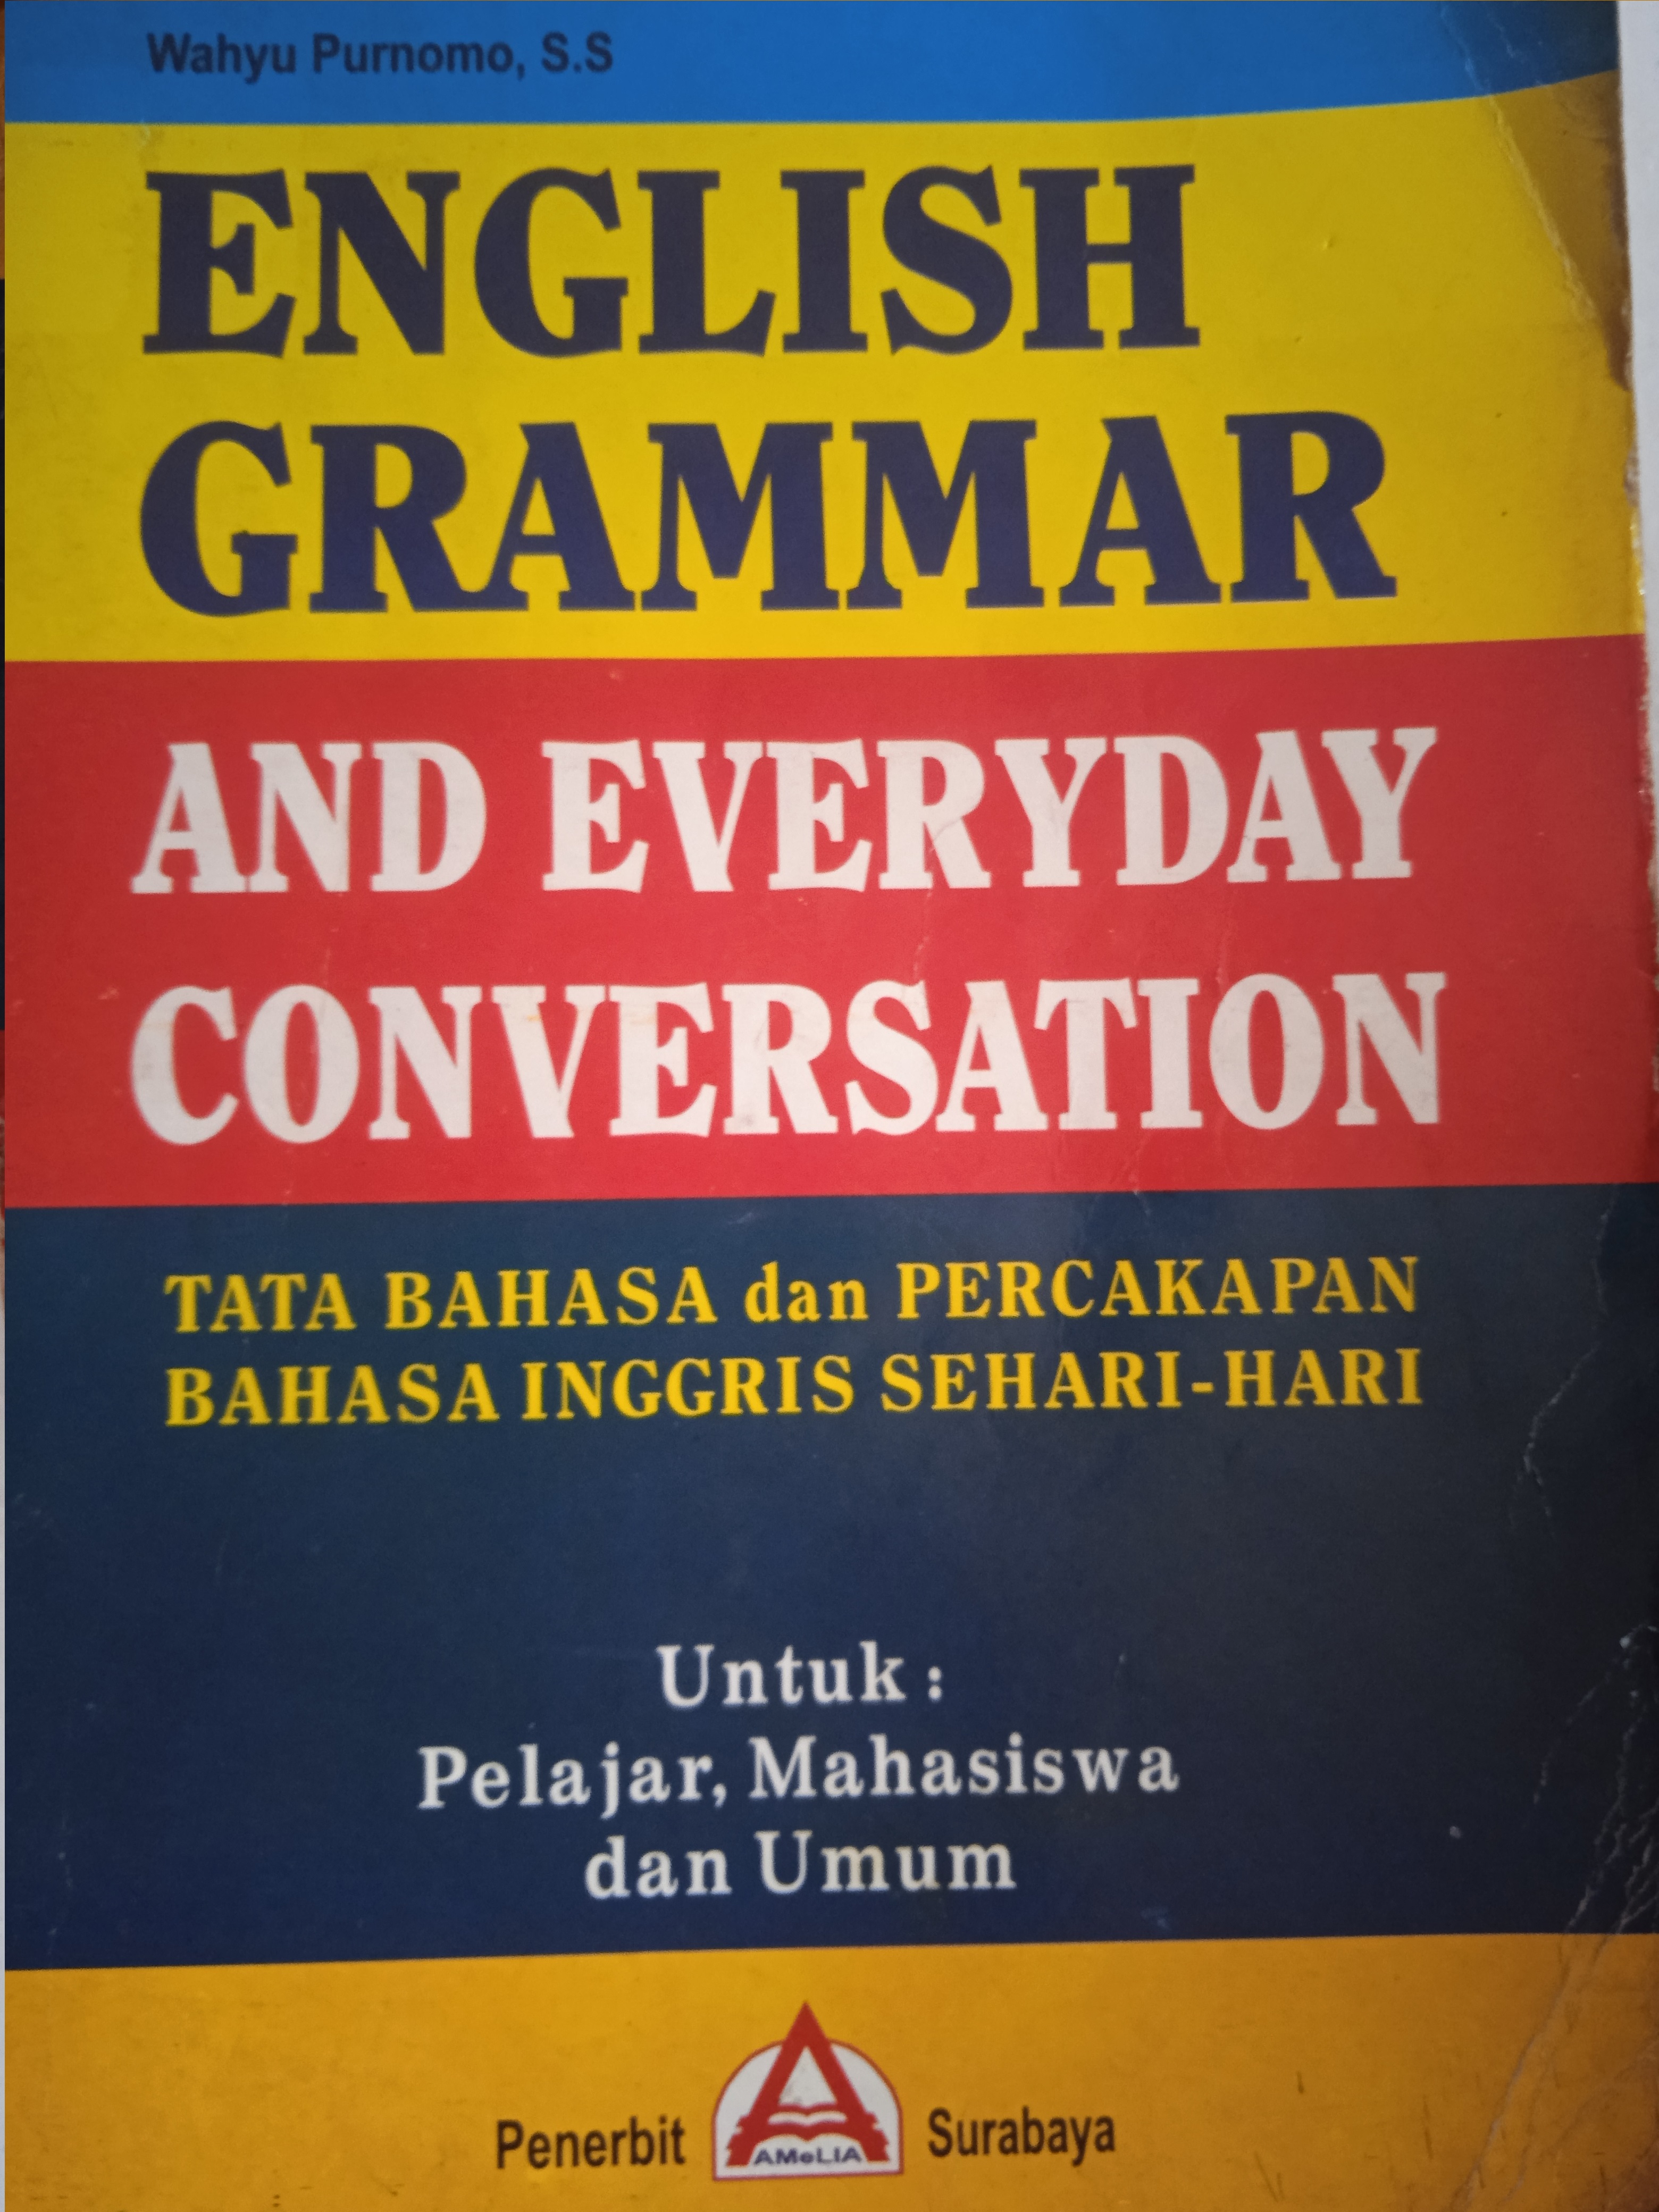 Wahyu Purnomo, S.S
ENGLISH
GRAMMAR
AND EVERYDAY
CONVERSATION
TATA BAHASA dan PERCAKAPAN
BAHASA INGGRIS SEHARI-HARI
Untuk :
Pelajar, Mahasiswa
dan Umum
Penerbit AMeLIA Surabaya